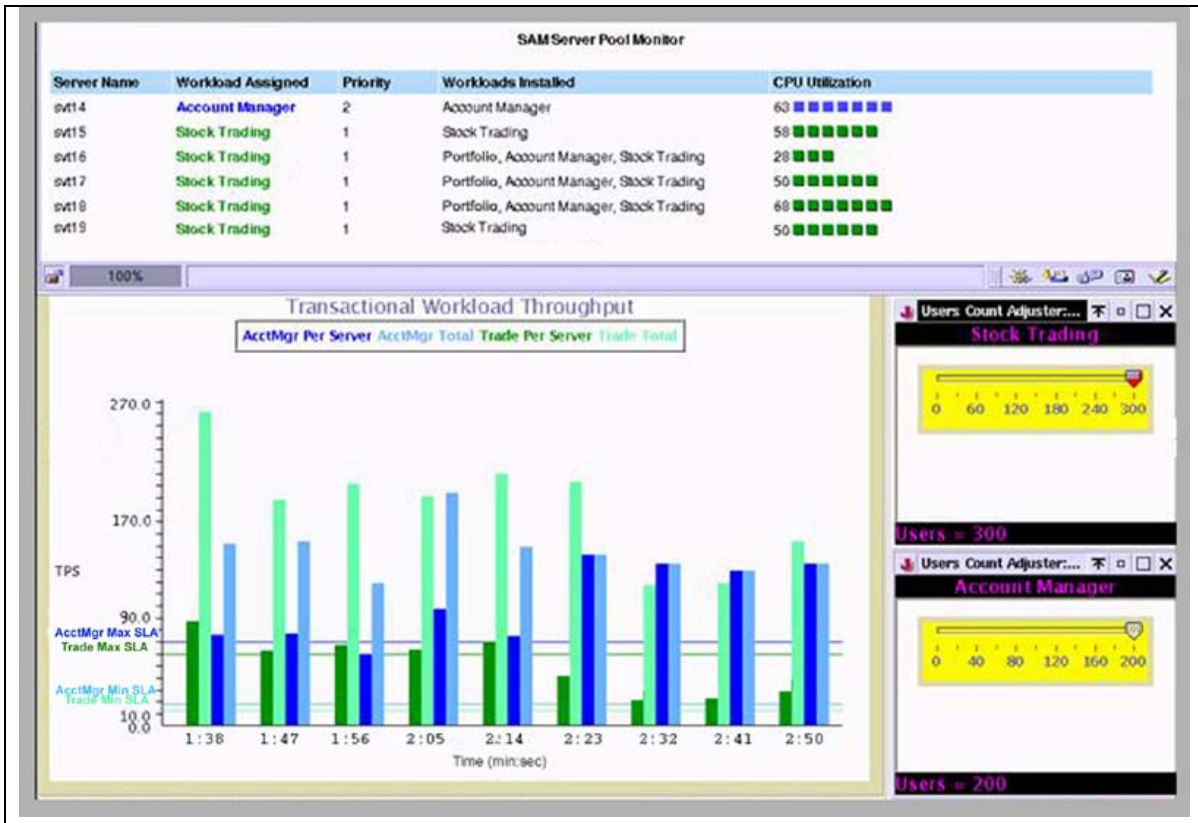 SAM Server Pool Monitor
Server Name Workload Assigned Priority Workloads Installed CPU Utilization
svt14 Account Manager 2 Account Manager 63
svt15 Stock Trading 1 Stock Trading 58
svt16 Stock Trading 1 Portfolio, Account Manager, Stock Trading 28
svt17 Stock Trading 1 Portfolio, Account Manager, Stock Trading 50
svt18 Stock Trading 1 Portfolio, Account Manager, Stock Trading 68
svt19 Stock Trading 1 Stock Trading 50
100%
Transactional Workload Throughput
AcctMgr Per Server AcctMgr Total Trade Per Server Trade Total
270.0
170.0
TPS
90.0
AcctMgr Max SLA
Trade Max SLA
AcctMgr Min SLA
Trade Min SLA
10.0
0.0
1:38 1:47 1:56 2:05 2:14 2:23 2:32 2:41 2:50
Time (min:sec)
Users Count Adjuster:...
Stock Trading
0 60 120 180 240 300
Users = 300
Users Count Adjuster:...
Account Manager
0 40 80 120 160 200
Users = 200